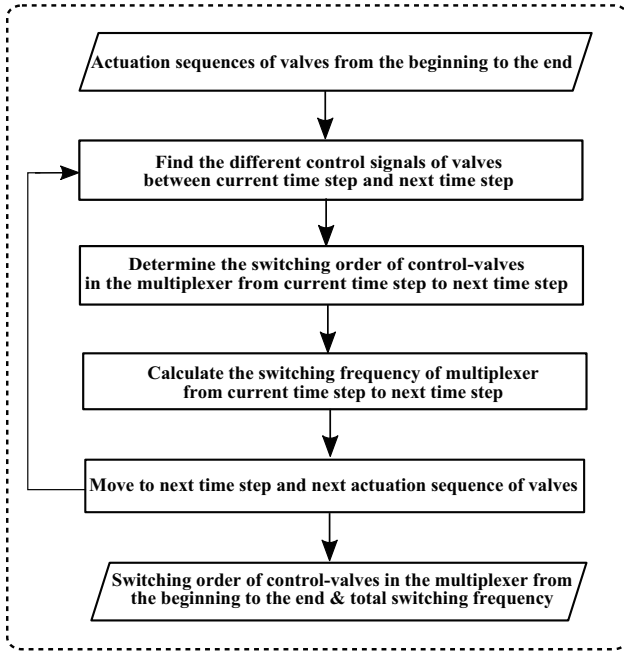 Actuation sequences of valves from the beginning to the end
Find the different control signals of valves
between current time step and next time step
Determine the switching order of control-valves
in the multiplexer from current time step to next time step
Calculate the switching frequency of multiplexer
from current time step to next time step
Move to next time step and next actuation sequence of valves
Switching order of control-valves in the multiplexer from
the beginning to the end & total switching frequency